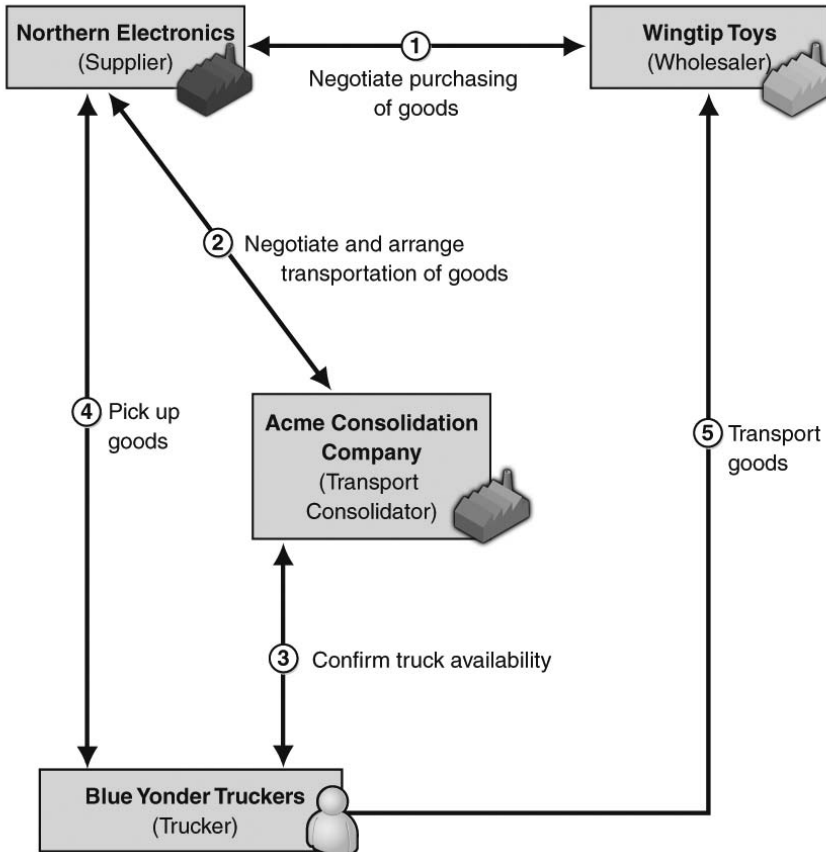 Northern Electronics
(Supplier)
1
Negotiate purchasing
of goods
Wingtip Toys
(Wholesaler)
2
Negotiate and arrange
transportation of goods
4
Pick up
goods
Acme Consolidation
Company
(Transport
Consolidator)
5
Transport
goods
3
Confirm truck availability
Blue Yonder Truckers
(Trucker)